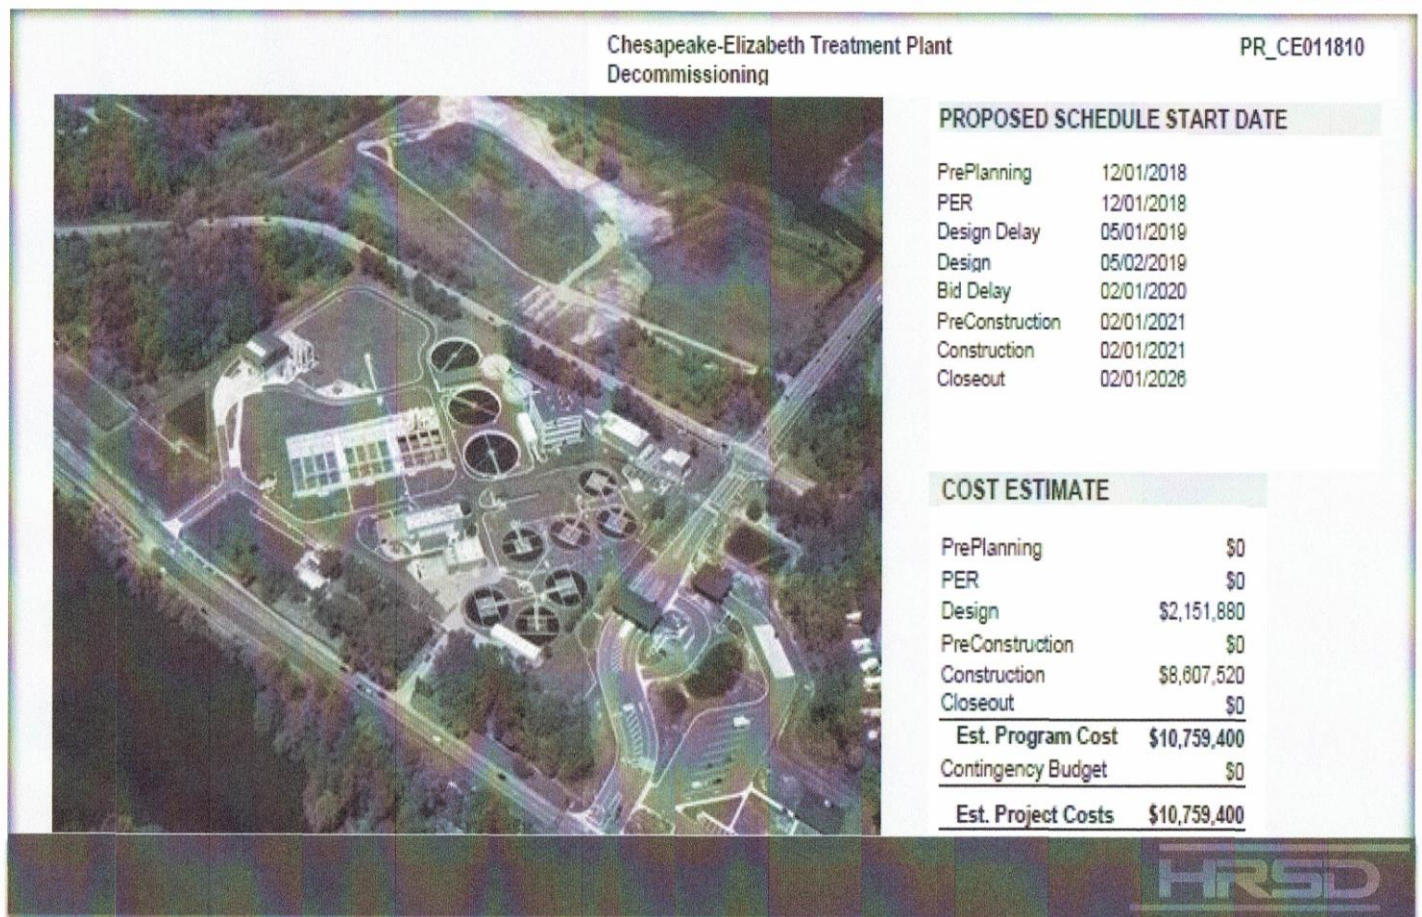 Chesapeake-Elizabeth Treatment Plant
Decommissioning
PR_CE011810
PROPOSED SCHEDULE START DATE
PrePlanning 12/01/2018
PER 12/01/2018
Design Delay 05/01/2019
Design 05/02/2019
Bid Delay 02/01/2020
PreConstruction 02/01/2021
Construction 02/01/2021
Closeout 02/01/2026
COST ESTIMATE
PrePlanning $0
PER $0
Design $2,151,880
PreConstruction $0
Construction $8,607,520
Closeout $0
Est. Program Cost $10,759,400
Contingency Budget $0
Est. Project Costs $10,759,400
HRSD